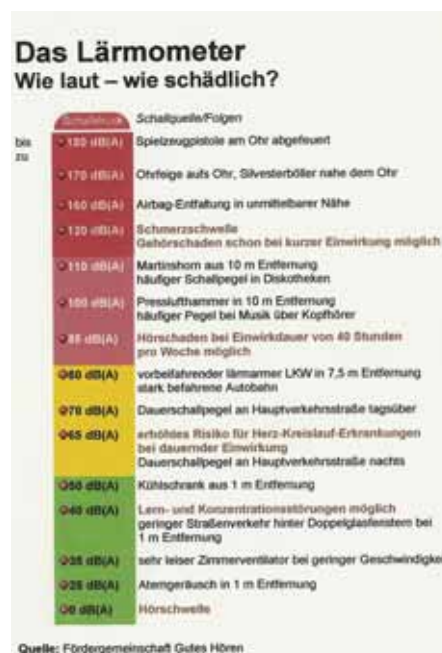 Das Lärmometer
Wie laut – wie schädlich?
Schalldruck Schallquelle/Folgen
bis zu
180 dB(A) Spielzeugpistole am Ohr abgefeuert
170 dB(A) Ohrfeige aufs Ohr, Silvesterböller nahe dem Ohr
160 dB(A) Airbag-Entfaltung in unmittelbarer Nähe
120 dB(A) Schmerzschwelle
Gehörschaden schon bei kurzer Einwirkung möglich
110 dB(A) Martinshorn aus 10 m Entfernung
häufiger Schallpegel in Diskotheken
100 dB(A) Presslufthammer in 10 m Entfernung
häufiger Pegel bei Musik über Kopfhörer
85 dB(A) Hörschaden bei Einwirkdauer von 40 Stunden
pro Woche möglich
80 dB(A) vorbeifahrender lärmarmer LKW in 7,5 m Entfernung
stark befahrene Autobahn
70 dB(A) Dauerschallpegel an Hauptverkehrsstraße tagsüber
65 dB(A) erhöhtes Risiko für Herz-Kreislauf-Erkrankungen
bei dauernder Einwirkung
Dauerschallpegel an Hauptverkehrsstraße nachts
50 dB(A) Kühlschrank aus 1 m Entfernung
40 dB(A) Lern- und Konzentrationsstörungen möglich
geringer Straßenverkehr hinter Doppelglasfenstern bei
1 m Entfernung
35 dB(A) sehr leiser Zimmerventilator bei geringer Geschwindigke
25 dB(A) Atemgeräusch in 1 m Entfernung
0 dB(A) Hörschwelle
Quelle: Fördergemeinschaft Gutes Hören